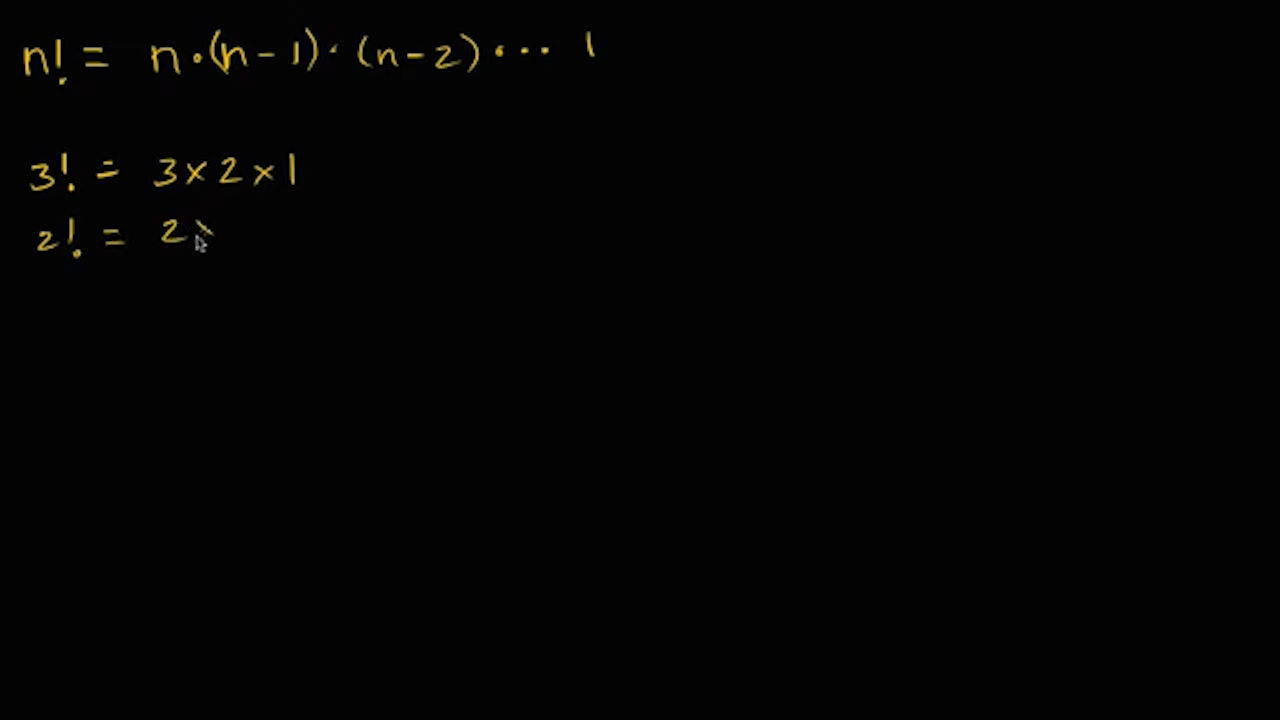 n! = n · (n - 1) · (n - 2) · ··· 1
3! = 3 x 2 x 1
2! = 2